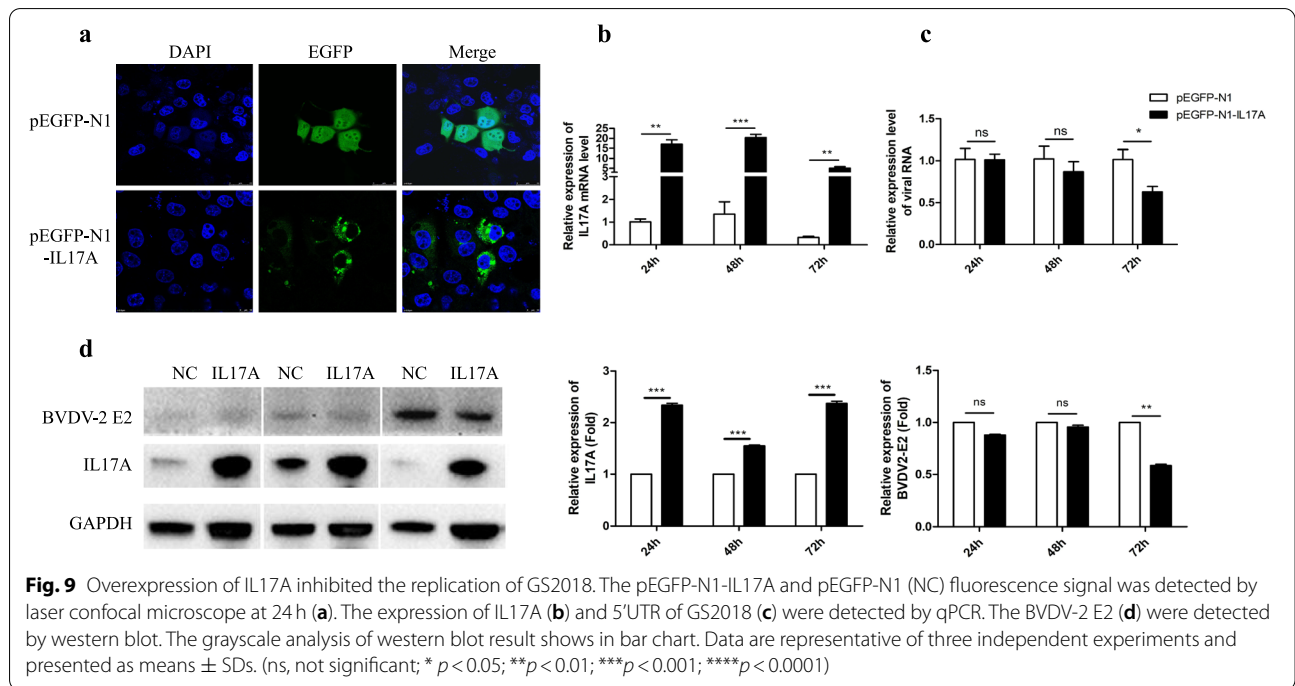 a
DAPI EGFP Merge
pEGFP-N1
pEGFP-N1
-IL17A
b
Relative expression of
IL17A mRNA level
25
20
15
10
5
3
2
1
0
**
***
**
24h 48h 72h
c
pEGFP-N1
pEGFP-N1-IL17A
Relative expression level
of viral RNA
1.5
1.0
0.5
0.0
ns
ns
*
24h 48h 72h
d
NC IL17A NC IL17A NC IL17A
BVDV-2 E2
IL17A
GAPDH
Relative expression of
IL17A (Fold)
3
2
1
0
***
***
***
24h 48h 72h
Relative expression of
BVDV2-E2 (Fold)
1.5
1.0
0.5
0.0
ns
ns
**
24h 48h 72h
Fig. 9 Overexpression of IL17A inhibited the replication of GS2018. The pEGFP-N1-IL17A and pEGFP-N1 (NC) fluorescence signal was detected by
laser confocal microscope at 24 h (a). The expression of IL17A (b) and 5’UTR of GS2018 (c) were detected by qPCR. The BVDV-2 E2 (d) were detected
by western blot. The grayscale analysis of western blot result shows in bar chart. Data are representative of three independent experiments and
presented as means ± SDs. (ns, not significant; * p < 0.05; **p < 0.01; ***p < 0.001; ****p < 0.0001)